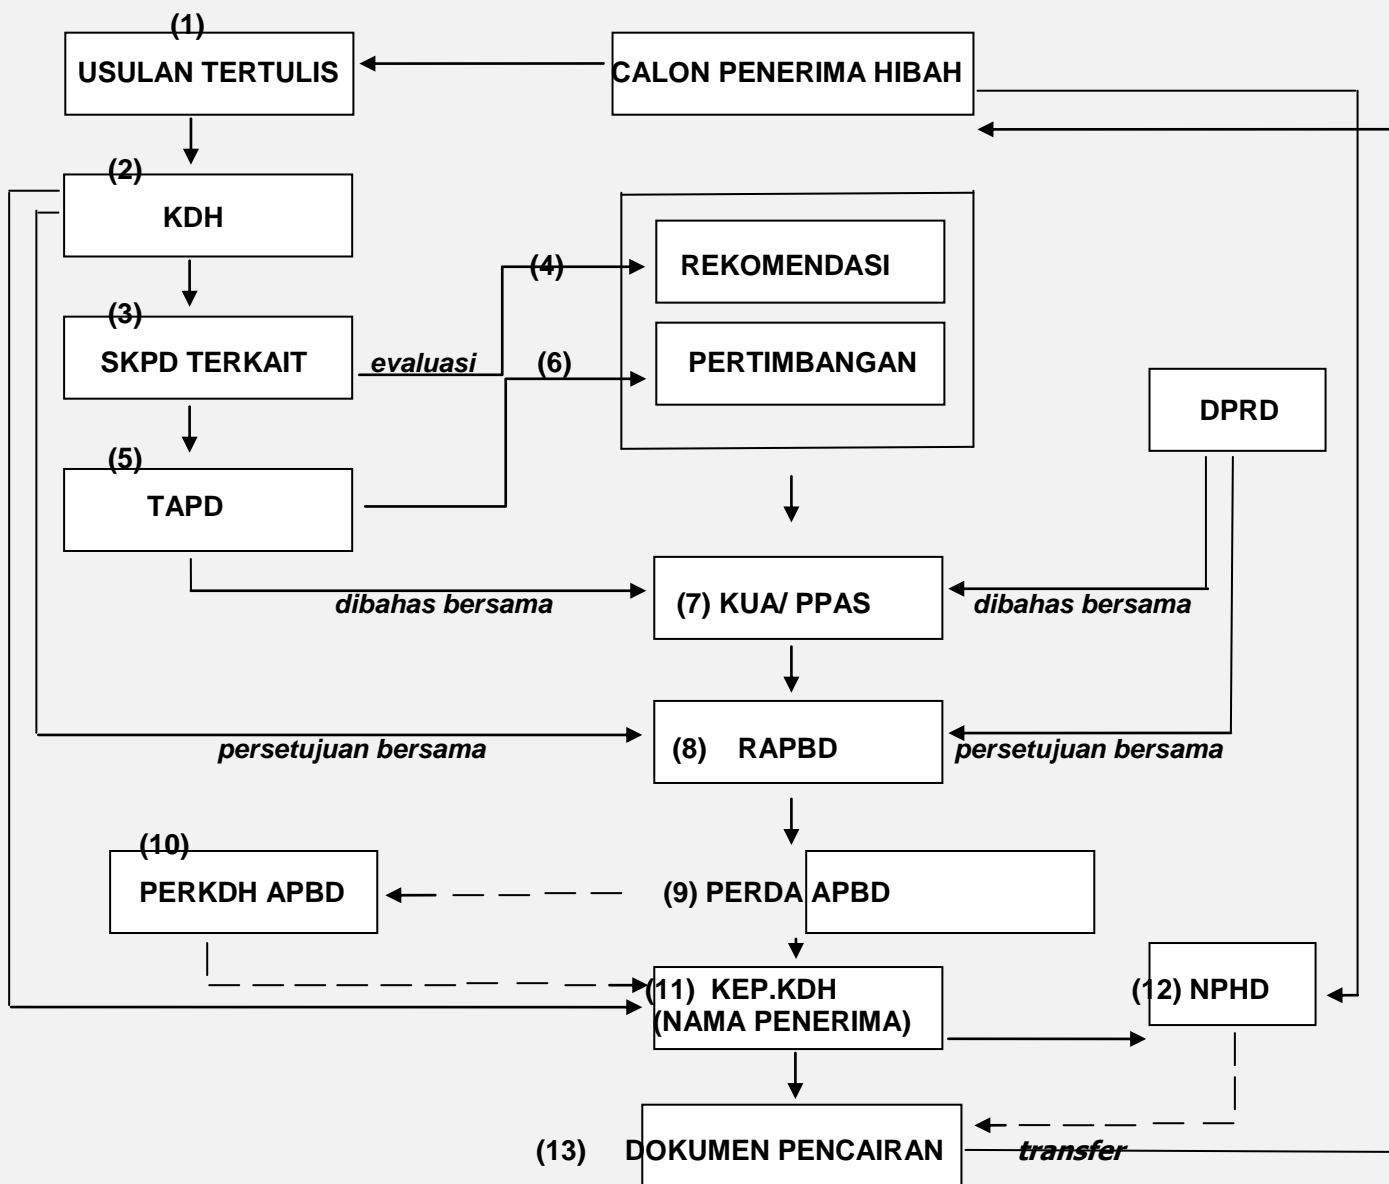 (1)
USULAN TERTULIS
CALON PENERIMA HIBAH
(2)
KDH
(4)
REKOMENDASI
(3)
SKPD TERKAIT
evaluasi
(6)
PERTIMBANGAN
DPRD
(5)
TAPD
(7) KUA/ PPAS
dibahas bersama
dibahas bersama
(8) RAPBD
persetujuan bersama
persetujuan bersama
(10)
PERKDH APBD
(9) PERDA APBD
(11) KEP.KDH
(NAMA PENERIMA)
(12) NPHD
(13) DOKUMEN PENCAIRAN
transfer